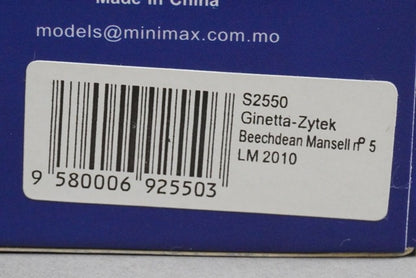 Made in China
models@minimax.com.mo
S2550
Ginetta-Zytek
Beechdean Mansell nº 5
LM 2010
9 580006 925503